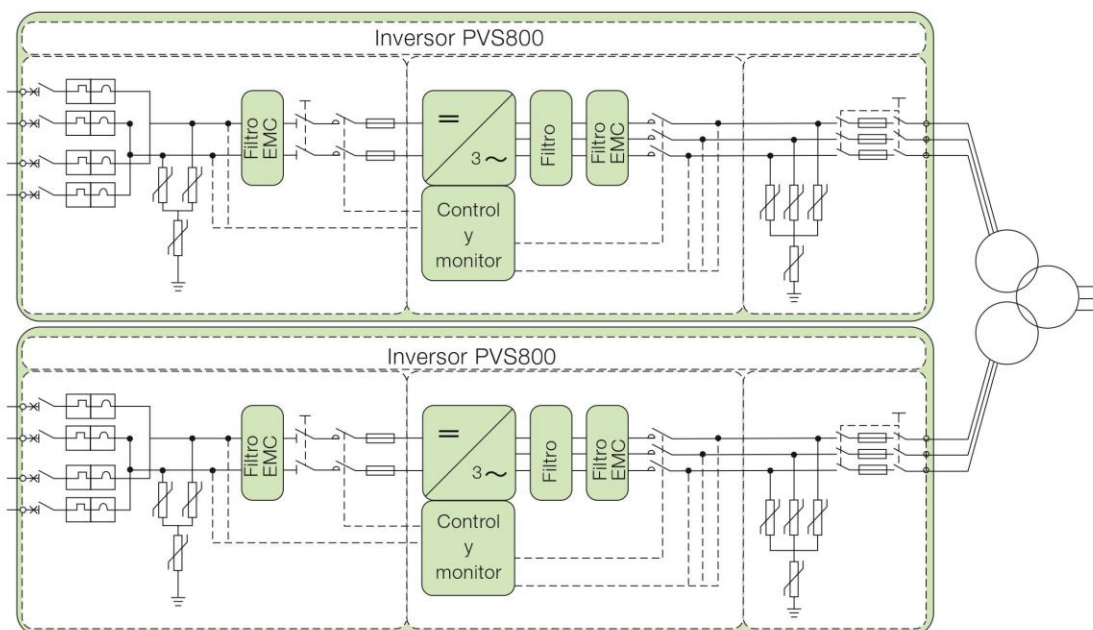 Inversor PVS800
Filtro
EMC
=
3~
Filtro
Filtro
EMC
Control
y
monitor
Inversor PVS800
Filtro
EMC
=
3~
Filtro
Filtro
EMC
Control
y
monitor